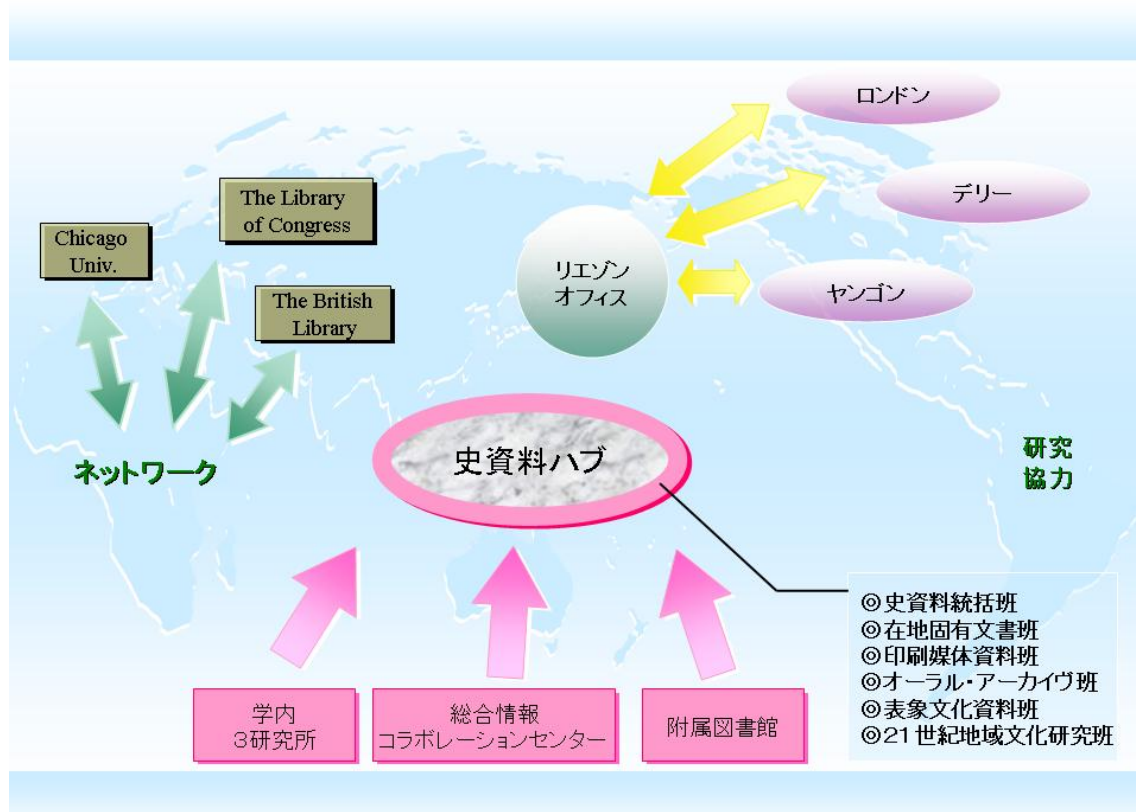 ロンドン
デリー
ヤンゴン
リエゾン
オフィス
The Library
of Congress
Chicago
Univ.
The British
Library
ネットワーク
史資料ハブ
研究
協力
◎史資料統括班
◎在地固有文書班
◎印刷媒体資料班
◎オーラル・アーカイヴ班
◎表象文化資料班
◎21世紀地域文化研究班
学内
３研究所
総合情報
コラボレーションセンター
附属図書館